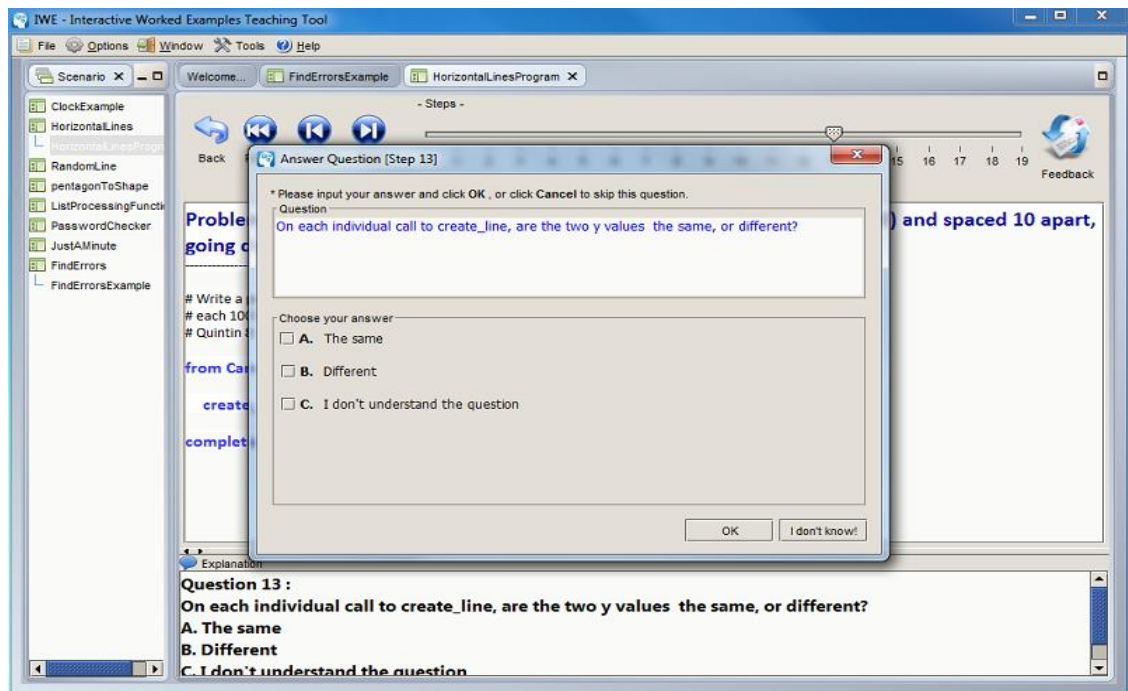 IWE - Interactive Worked Examples Teaching Tool
File Options Window Tools Help
Scenario
Welcome... FindErrorsExample HorizontalLinesProgram
ClockExample
HorizontalLines
HorizontalLinesProgr
RandomLine
pentagonToShape
ListProcessingFuncti
PasswordChecker
JustAMinute
FindErrors
FindErrorsExample
- Steps -
Back
15 16 17 18 19
Feedback
Proble ) and spaced 10 apart,
going
# Write a
# each 100
# Quintin
from Ca
create
complet
Answer Question [Step 13]
* Please input your answer and click OK , or click Cancel to skip this question.
Question
On each individual call to create_line, are the two y values the same, or different?
Choose your answer
A. The same
B. Different
C. I don't understand the question
OK I don't know!
Explanation
Question 13 :
On each individual call to create_line, are the two y values the same, or different?
A. The same
B. Different
C. I don't understand the question